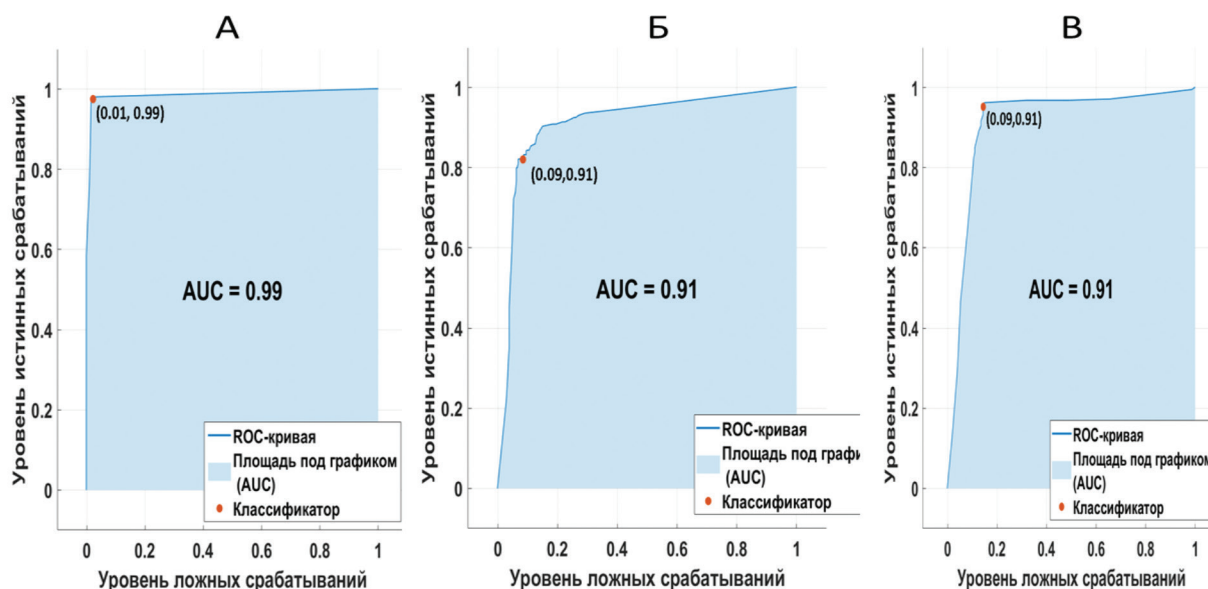 А
Уровень истинных срабатываний
1
0.8
0.6
0.4
0.2
0
(0.01, 0.99)
AUC = 0.99
ROC-кривая
Площадь под графиком
(AUC)
Классификатор
0 0.2 0.4 0.6 0.8 1
Уровень ложных срабатываний
Б
Уровень истинных срабатываний
1
0.8
0.6
0.4
0.2
0
(0.09,0.91)
AUC = 0.91
ROC-кривая
Площадь под графи
(AUC)
Классификатор
0 0.2 0.4 0.6 0.8 1
Уровень ложных срабатываний
В
Уровень истинных срабатываний
1
0.8
0.6
0.4
0.2
0
(0.09,0.91)
AUC = 0.91
ROC-кривая
Площадь под графиком
(AUC)
Классификатор
0 0.2 0.4 0.6 0.8 1
Уровень ложных срабатываний